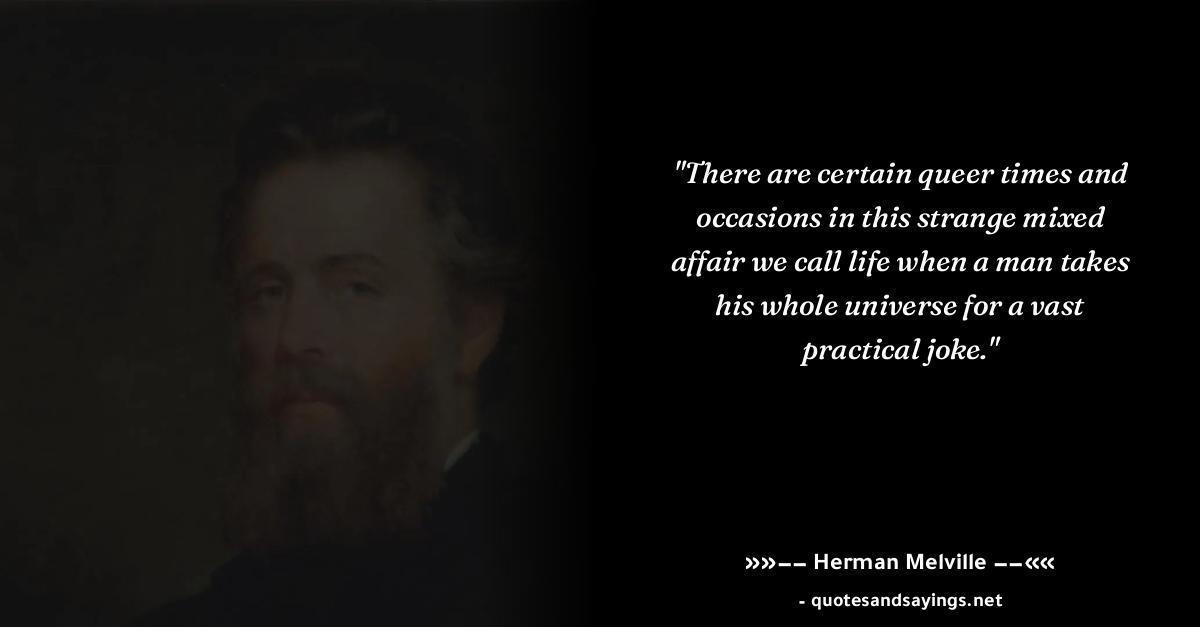 "There are certain queer times and
occasions in this strange mixed
affair we call life when a man takes
his whole universe for a vast
practical joke."
»»−− Herman Melville −−««
- quotesandsayings.net